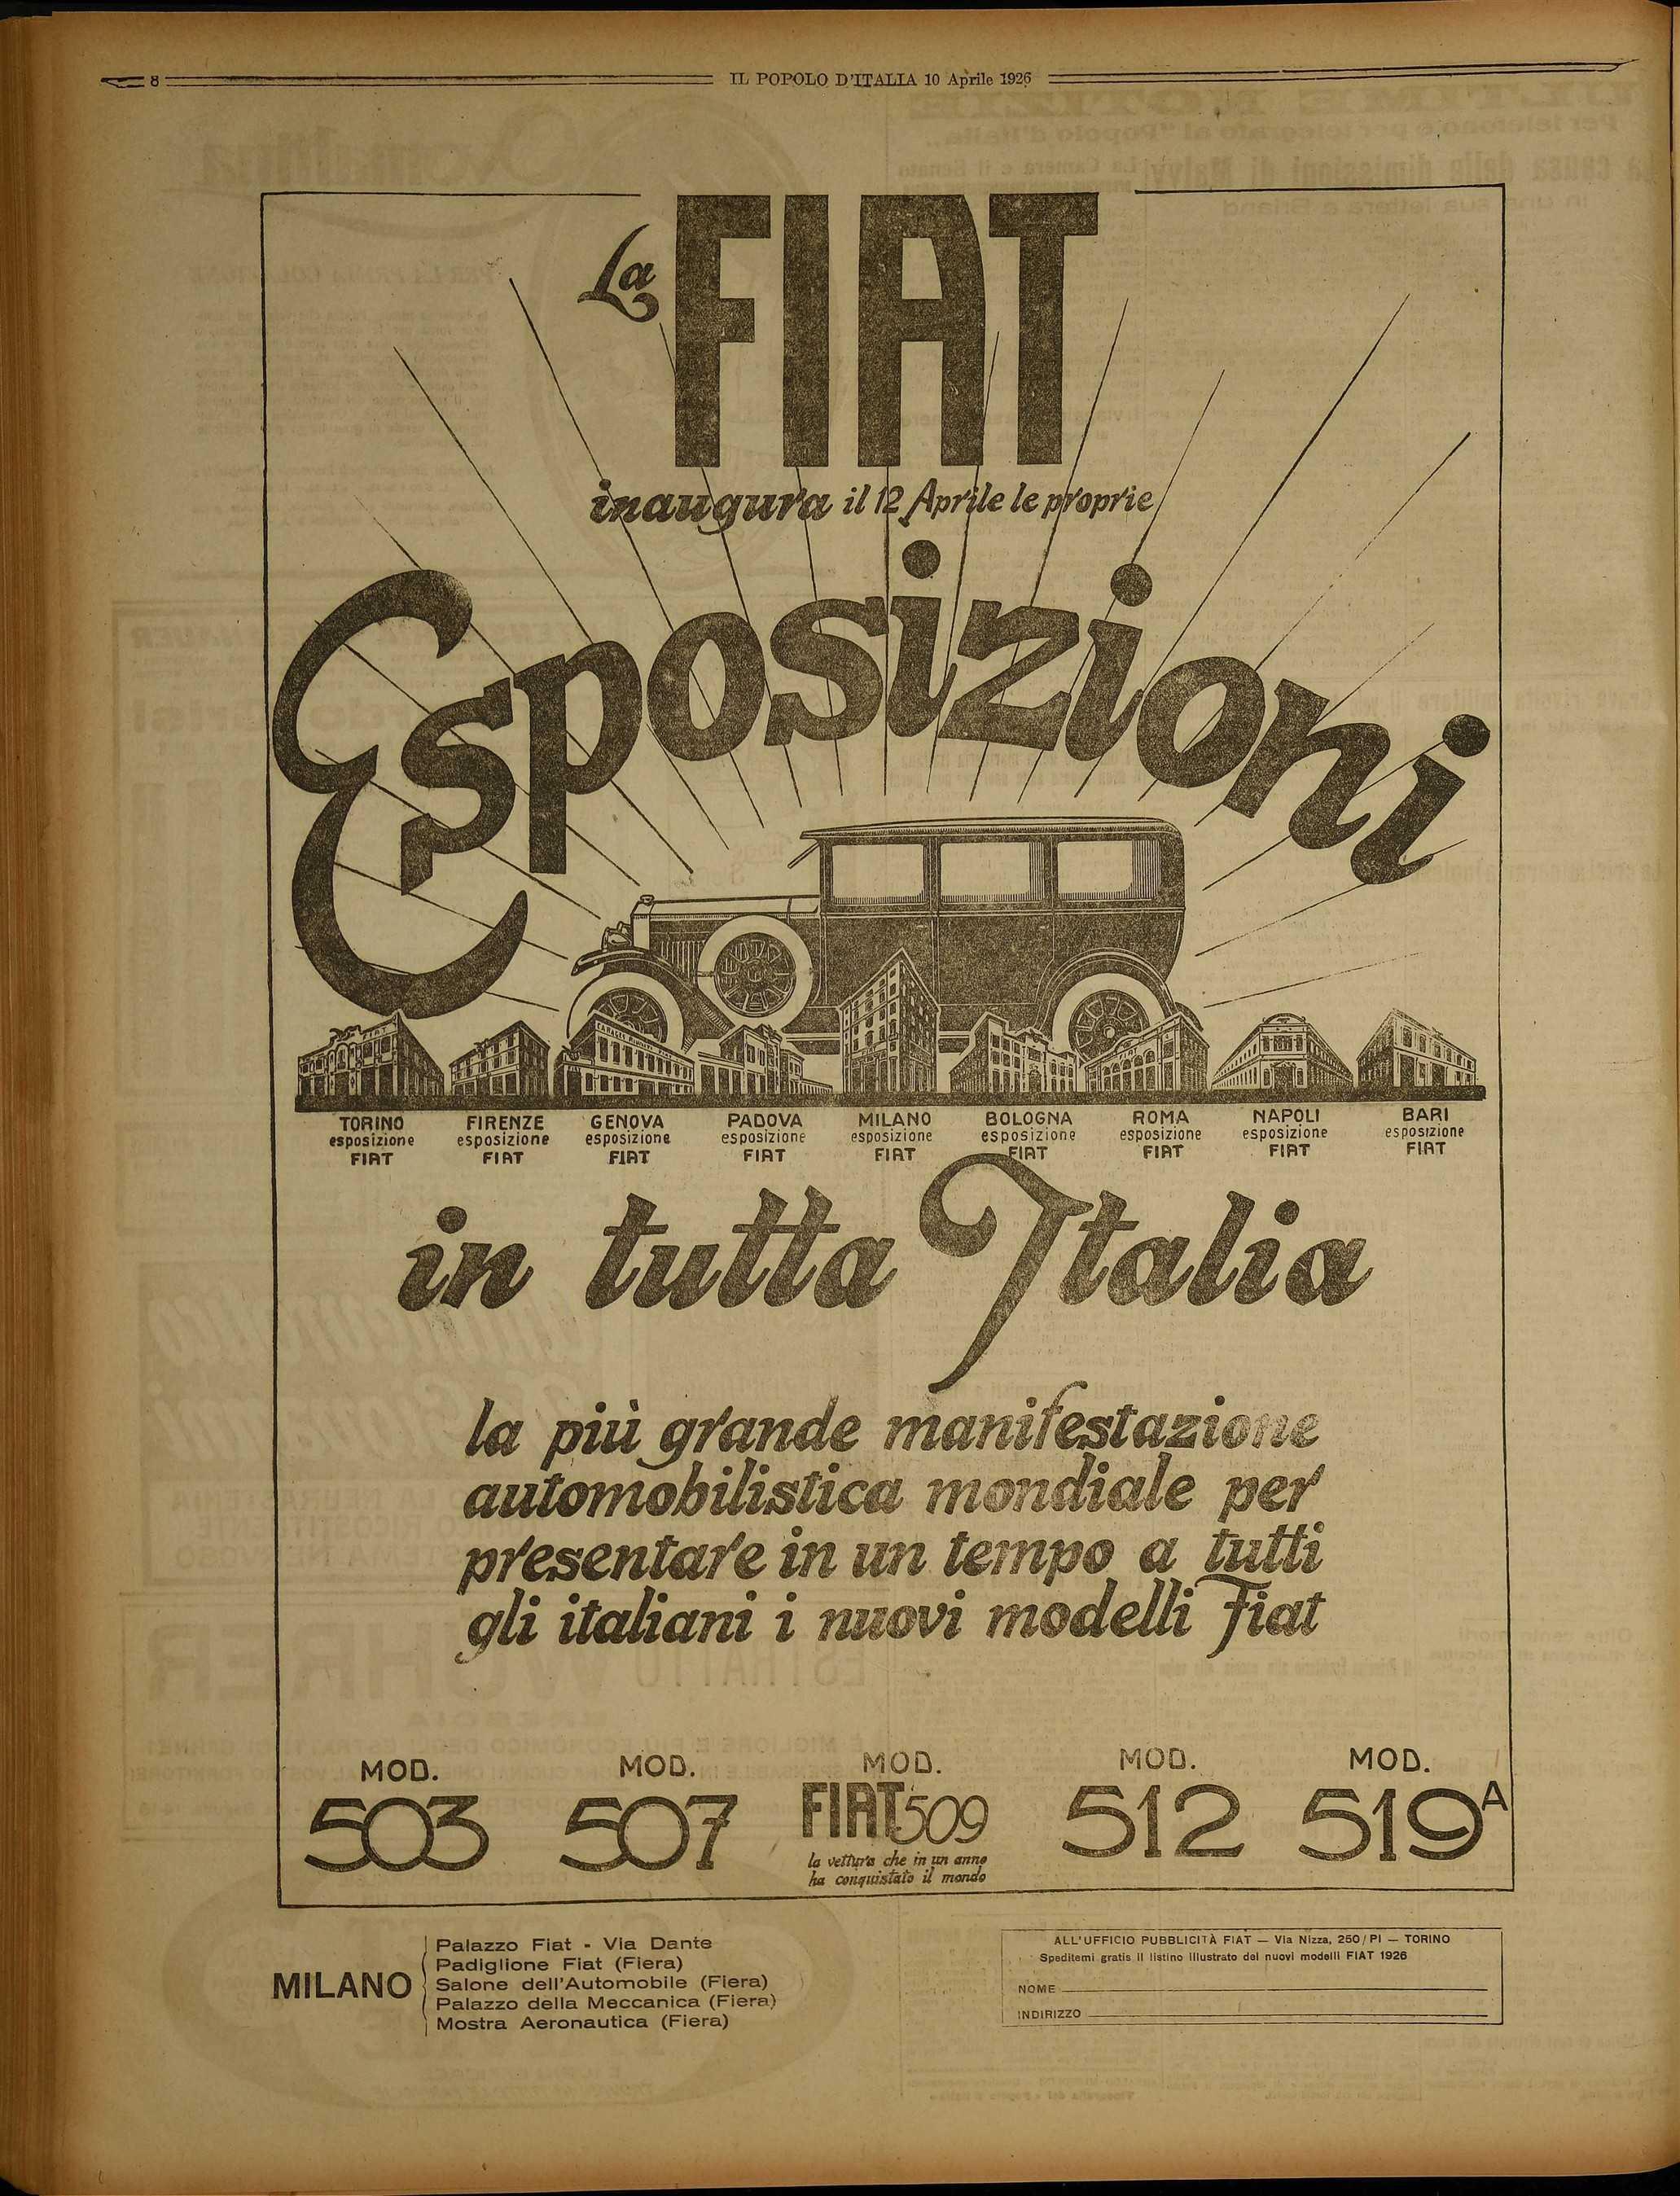 8
IL POPOLO D'ITALIA 10 Aprile 1926
La FIAT
inaugura il 12 Aprile le proprie
Esposizioni
FIAT
TORINO
esposizione
FIAT
FIRENZE
esposizione
FIAT
GENOVA
esposizione
FIAT
PADOVA
esposizione
FIAT
MILANO
esposizione
FIAT
BOLOGNA
esposizione
FIAT
ROMA
esposizione
FIAT
NAPOLI
esposizione
FIAT
BARI
esposizione
FIAT
in tutta Italia
la più grande manifestazione
automobilistica mondiale per
presentare in un tempo a tutti
gli italiani i nuovi modelli Fiat
MOD.
503
MOD.
507
MOD.
FIAT 509
la vettura che in un anno
ha conquistato il mondo
MOD.
512
MOD.
519A
MILANO
Palazzo Fiat - Via Dante
Padiglione Fiat (Fiera)
Salone dell'Automobile (Fiera)
Palazzo della Meccanica (Fiera)
Mostra Aeronautica (Fiera)
ALL'UFFICIO PUBBLICITÀ FIAT — Via Nizza, 250/PI — TORINO
Speditemi gratis il listino illustrato dei nuovi modelli FIAT 1926
NOME
INDIRIZZO